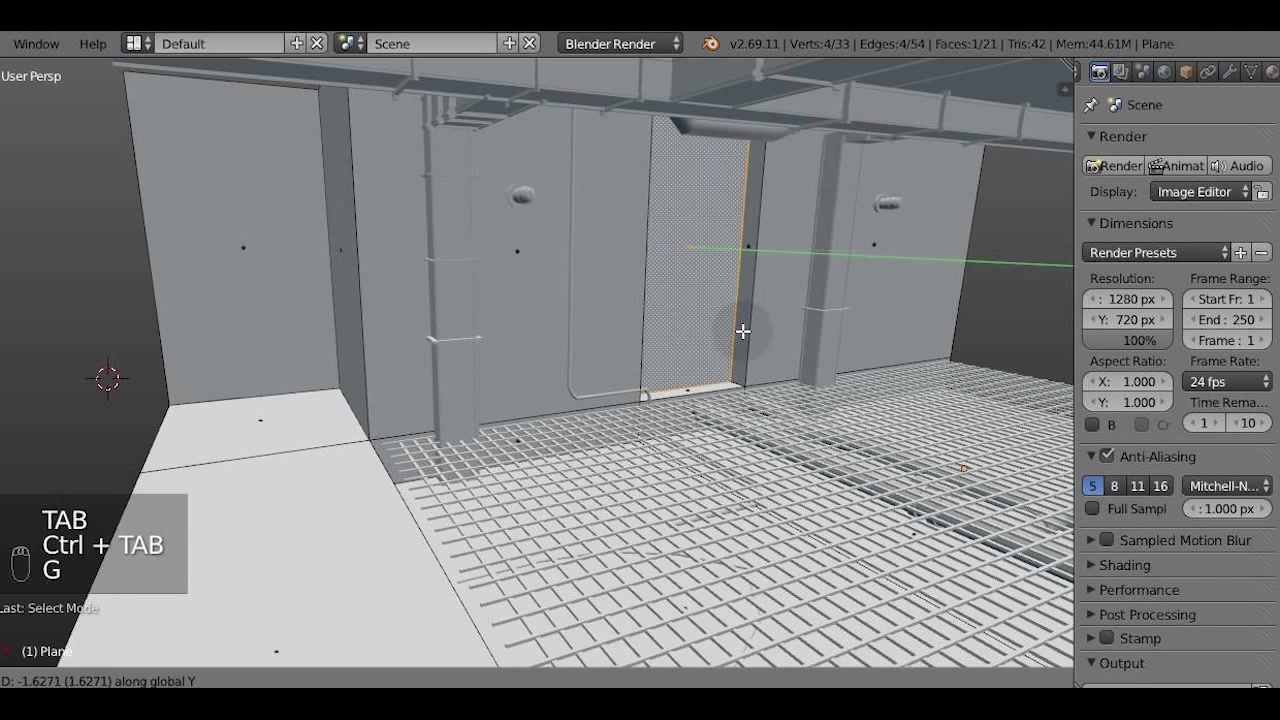 Window Help Default Scene Blender Render v2.69.11 | Verts:4/33 | Edges:4/54 | Faces:1/21 | Tris:42 | Mem:44.61M | Plane
User Persp
Scene
Render
Render Animat Audio
Display: Image Editor
Dimensions
Render Presets
Resolution: Frame Range:
: 1280 px Start Fr: 1
Y: 720 px End : 250
100% Frame : 1
Aspect Ratio: Frame Rate:
X: 1.000 24 fps
Y: 1.000 Time Rema...
B Cr 1 10
Anti-Aliasing
5 8 11 16 Mitchell-N...
Full Sampl : 1.000 px
Sampled Motion Blur
Shading
Performance
Post Processing
Stamp
Output
TAB
Ctrl + TAB
G
Last: Select Mode
(1) Plane
D: -1.6271 (1.6271) along global Y